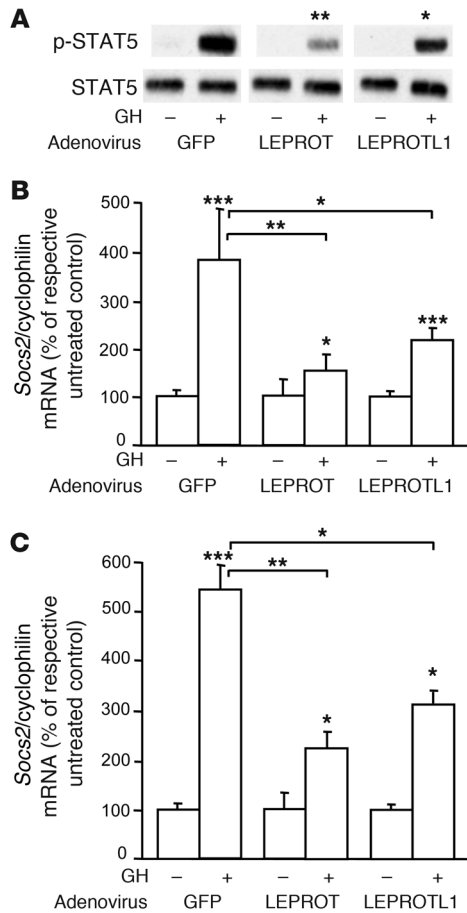 A
** *
p-STAT5
STAT5
GH – + – + – +
Adenovirus GFP LEPROT LEPROTL1
B
Socs2/cyclophilin
mRNA (% of respective
untreated control)
500
400
300
200
100
0
*** *
**
* ***
GH – + – + – +
Adenovirus GFP LEPROT LEPROTL1
C
Socs2/cyclophilin
mRNA (% of respective
untreated control)
600
500
300
200
100
0
*** *
**
* *
GH – + – + – +
Adenovirus GFP LEPROT LEPROTL1